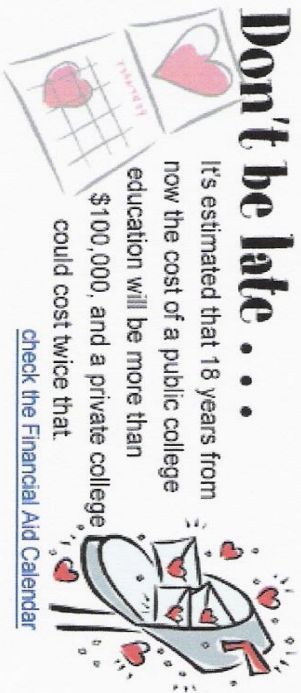 Don't be late . . .
It's estimated that 18 years from
now the cost of a public college
education will be more than
$100,000, and a private college
could cost twice that.
check the Financial Aid Calendar